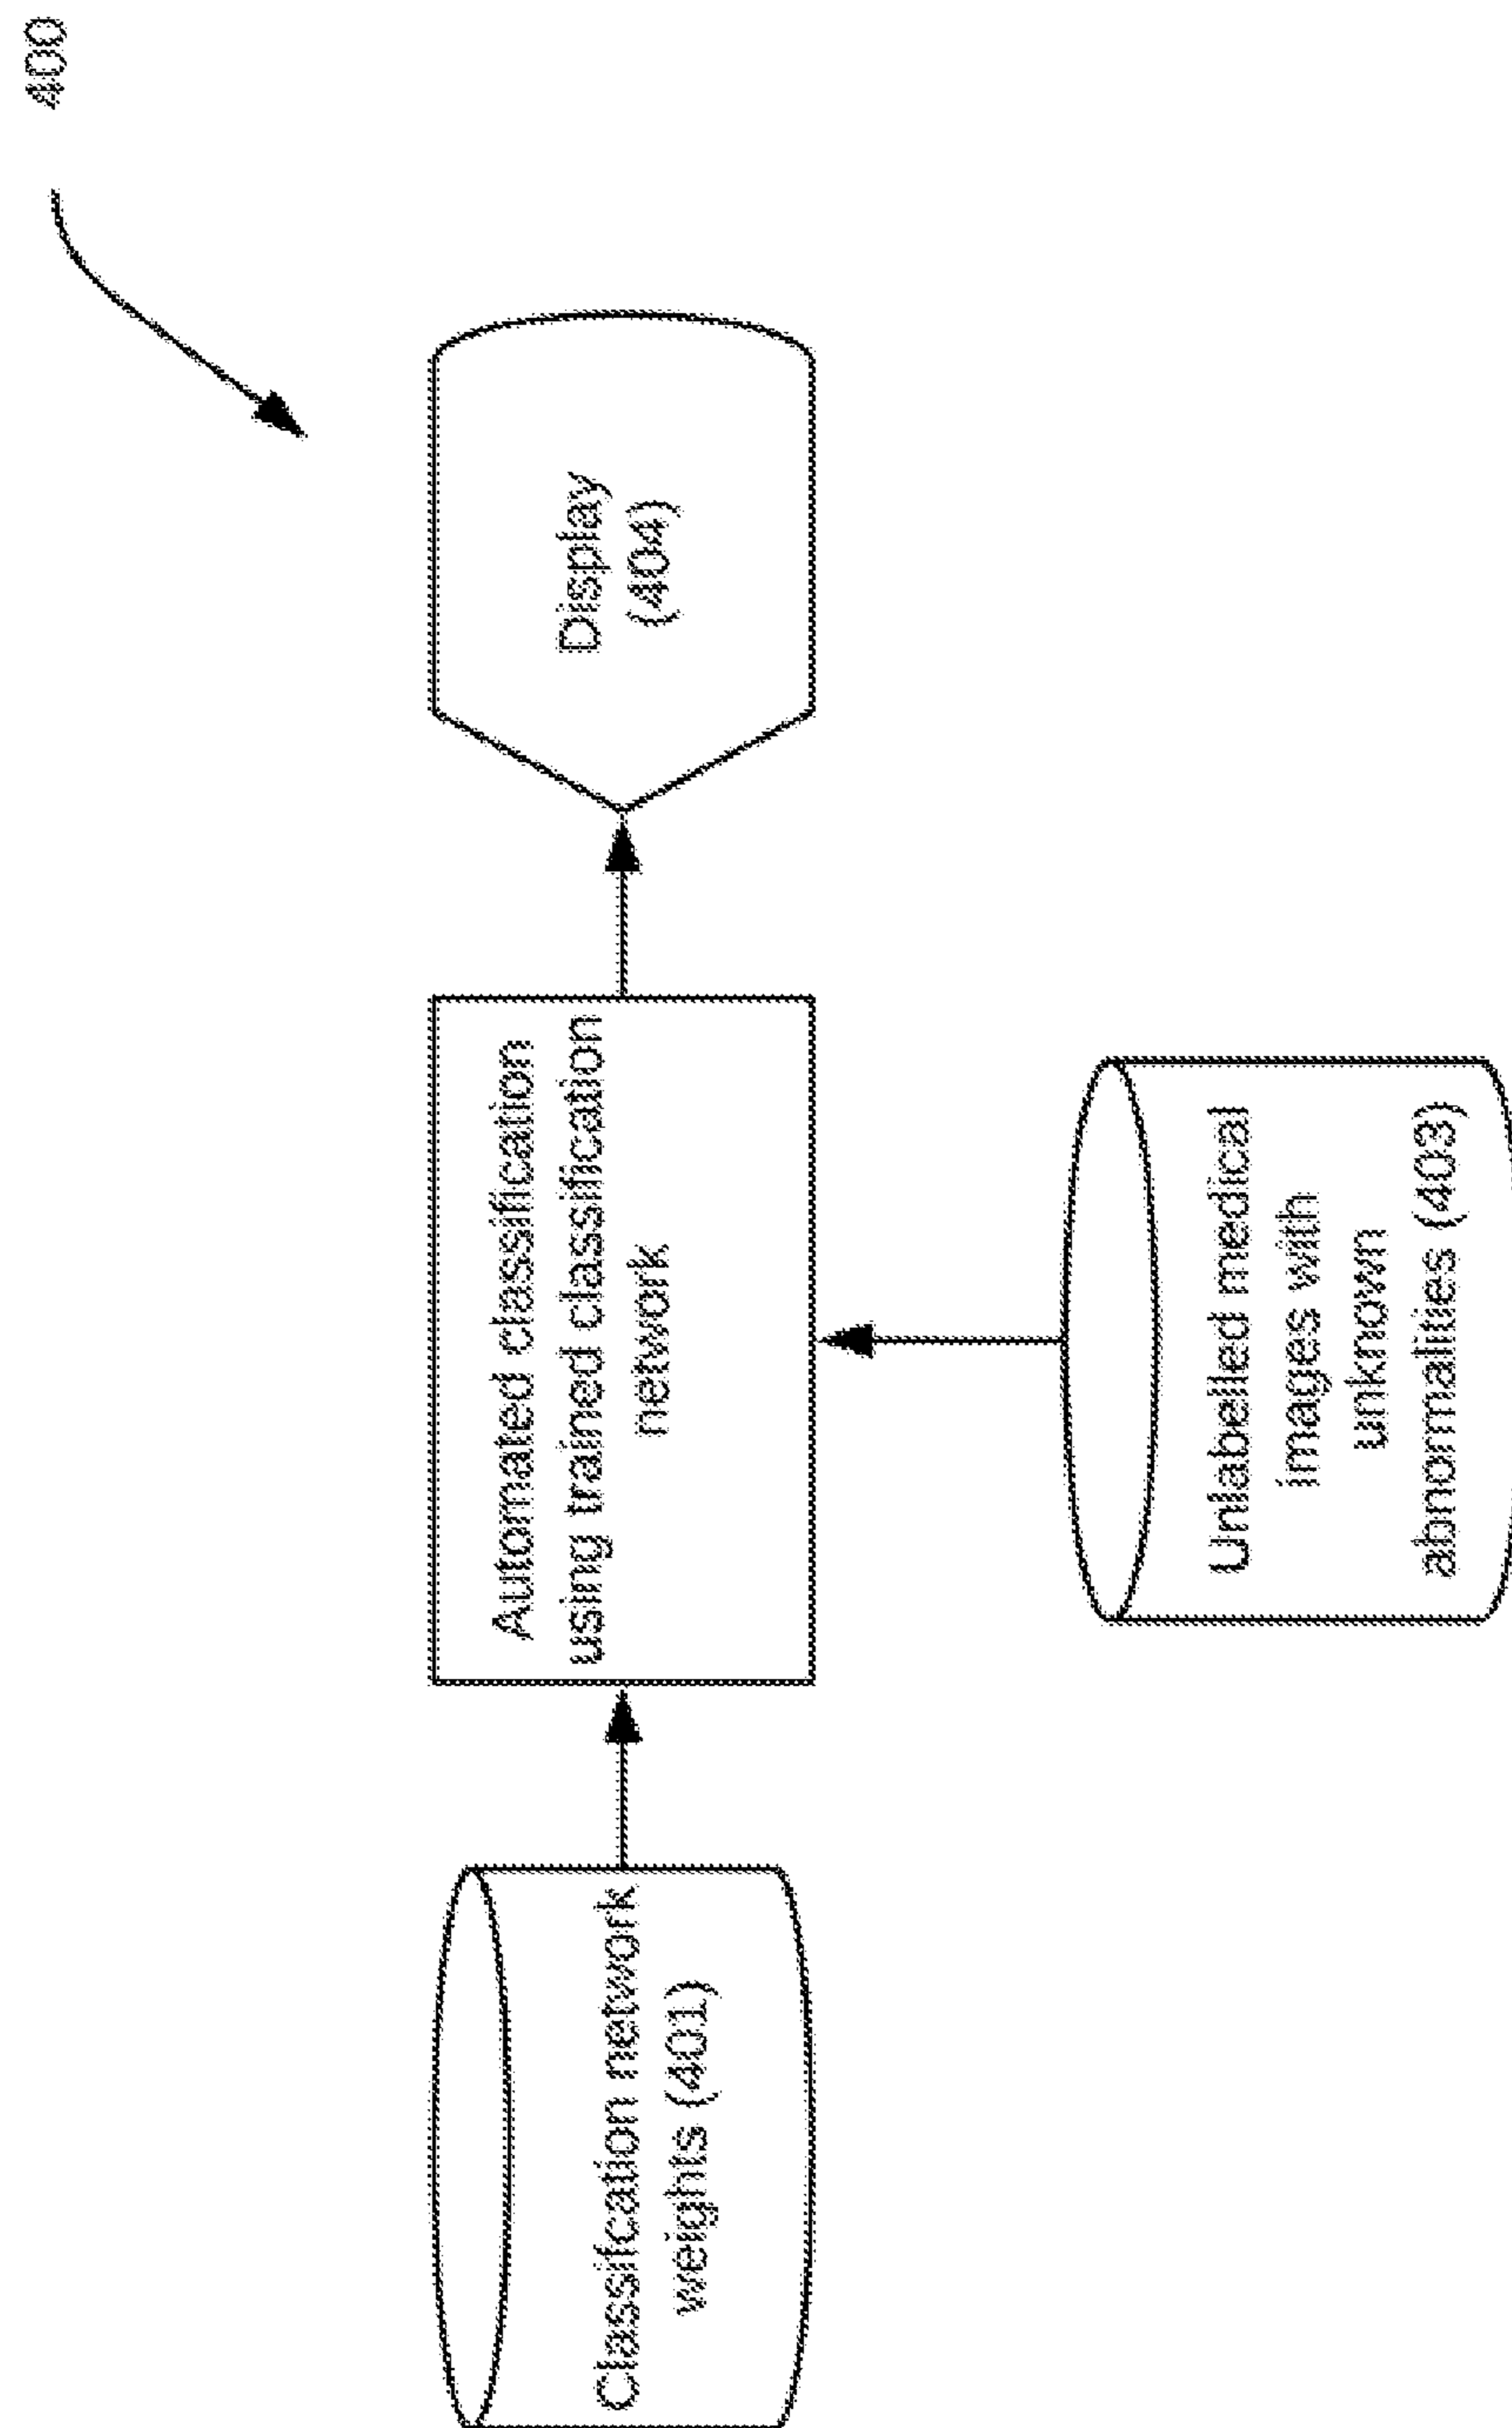 400
Classifcation network
weights (401)
Automated classification
using trained classification
network
Display
(404)
Unlabelled medical
images with
unknown
abnormalities (403)